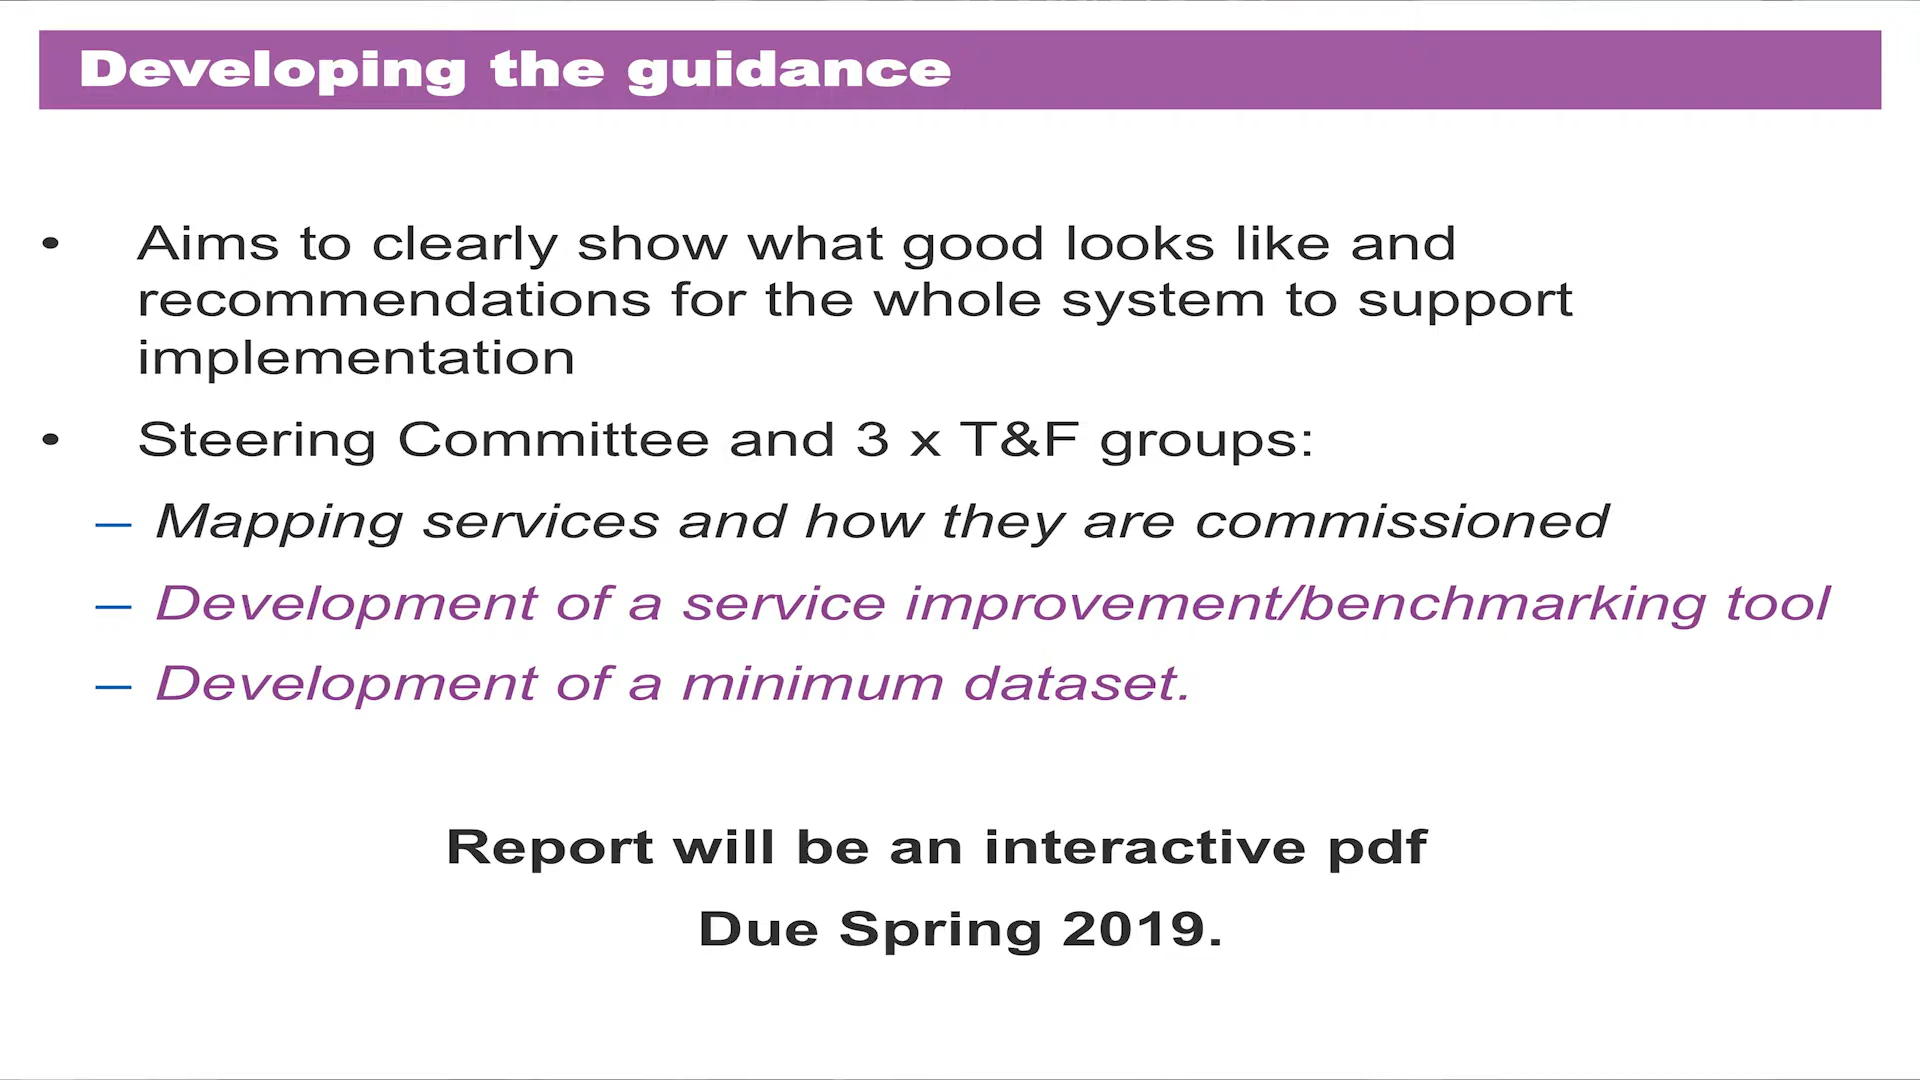 Developing the guidance
• Aims to clearly show what good looks like and
recommendations for the whole system to support
implementation
• Steering Committee and 3 x T&F groups:
– Mapping services and how they are commissioned
– Development of a service improvement/benchmarking tool
– Development of a minimum dataset.
Report will be an interactive pdf
Due Spring 2019.